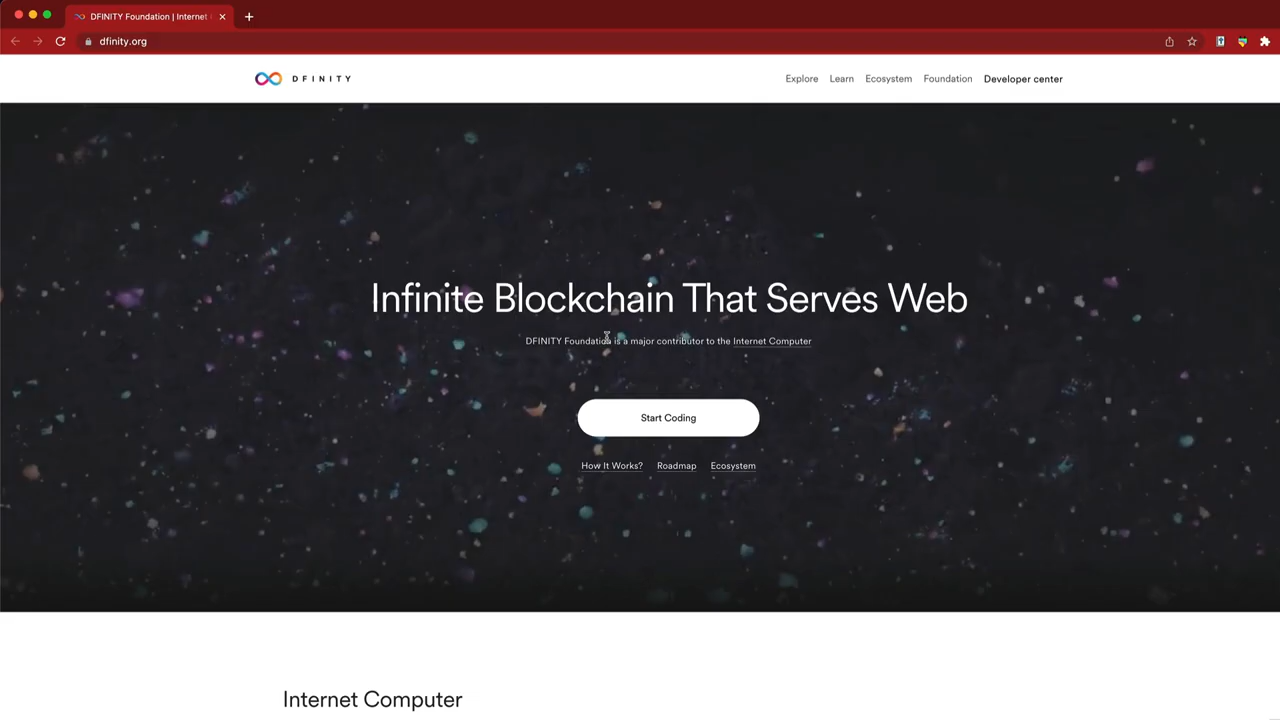 DFINITY Foundation | Internet
dfinity.org
DFINITY
Explore Learn Ecosystem Foundation Developer center
Infinite Blockchain That Serves Web
DFINITY Foundation is a major contributor to the Internet Computer
Start Coding
How It Works? Roadmap Ecosystem
Internet Computer